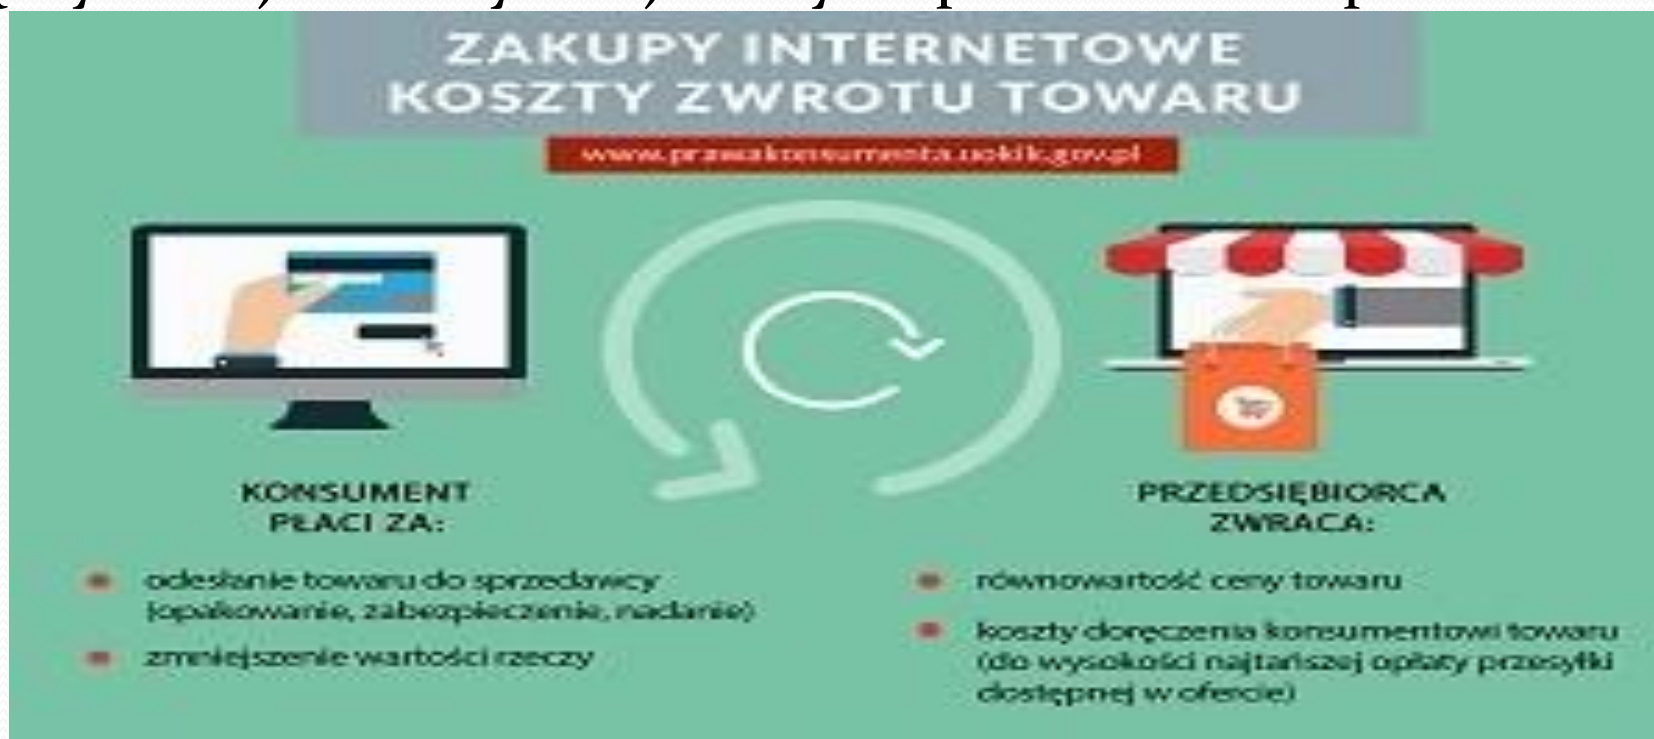 ZAKUPY INTERNETOWE
KOSZTY ZWROTU TOWARU
www.prawakonsumenta.uokik.gov.pl
KONSUMENT
PŁACI ZA:
odesłanie towaru do sprzedawcy
(opakowanie, zabezpieczenie, nadanie)
zmniejszenie wartości rzeczy
PRZEDSIĘBIORCA
ZWRACA:
równowartość ceny towaru
koszty doręczenia konsumentowi towaru
(do wysokości najtańszej opłaty przesyłki
dostępnej w ofercie)